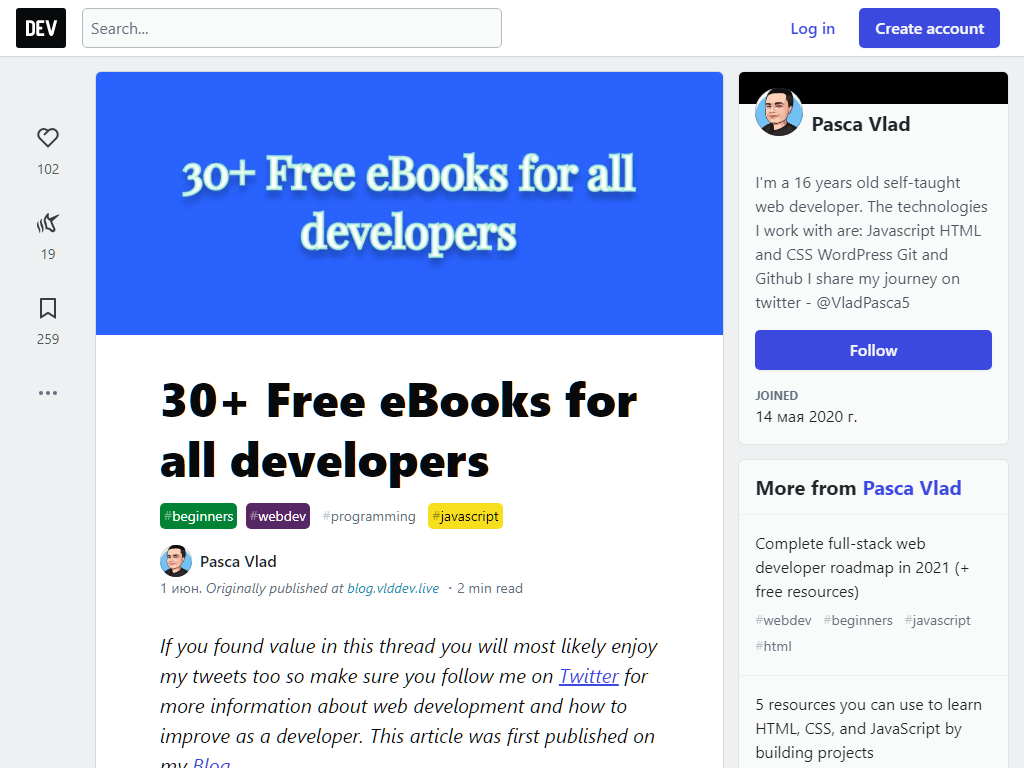 DEV
Search...
Log in
Create account
102
19
259
30+ Free eBooks for all
developers
30+ Free eBooks for
all developers
#beginners #webdev #programming #javascript
Pasca Vlad
1 июн. Originally published at blog.vlddev.live ・2 min read
If you found value in this thread you will most likely enjoy
my tweets too so make sure you follow me on Twitter for
more information about web development and how to
improve as a developer. This article was first published on
my Blog
Pasca Vlad
I'm a 16 years old self-taught
web developer. The technologies
I work with are: Javascript HTML
and CSS WordPress Git and
Github I share my journey on
twitter - @VladPasca5
Follow
JOINED
14 мая 2020 г.
More from Pasca Vlad
Complete full-stack web
developer roadmap in 2021 (+
free resources)
#webdev #beginners #javascript
#html
5 resources you can use to learn
HTML, CSS, and JavaScript by
building projects